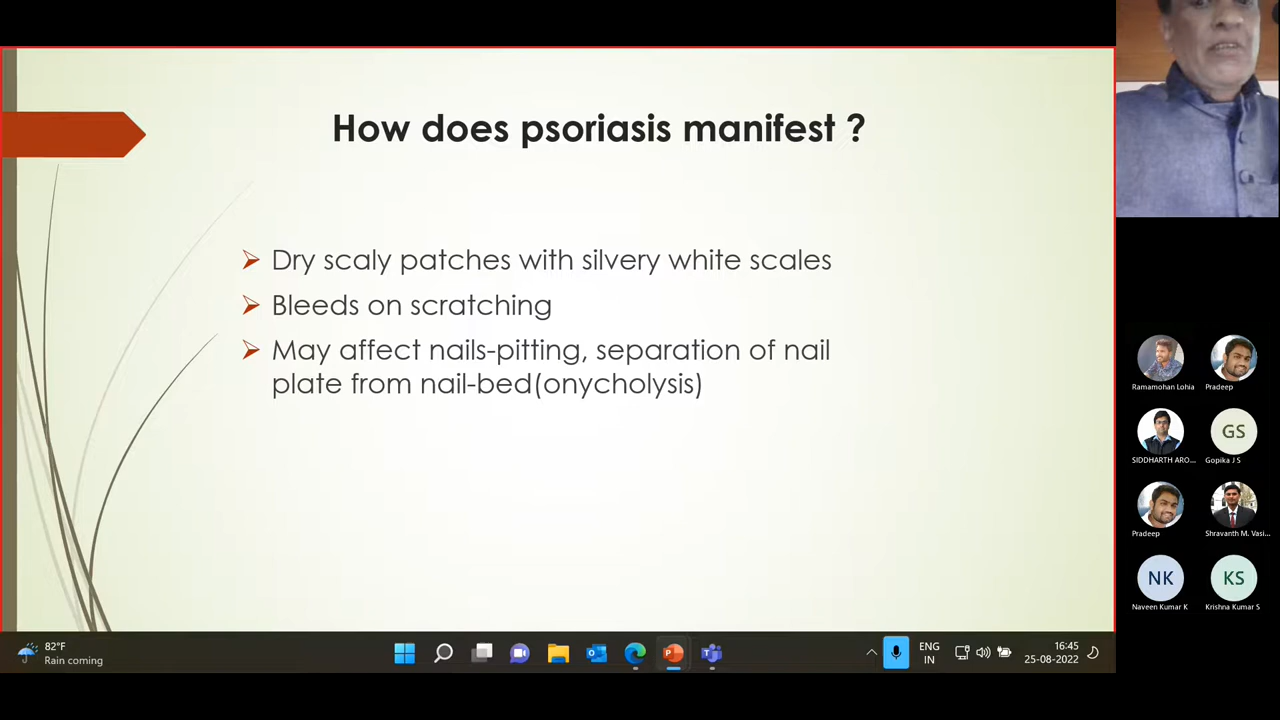 How does psoriasis manifest ?
Dry scaly patches with silvery white scales
Bleeds on scratching
May affect nails-pitting, separation of nail
plate from nail-bed(onycholysis)
Ramamohan Lohia
Pradeep
SIDDHARTH ARO...
GS
Gopika J S
Pradeep
Shravanth M. Vasi...
NK
Naveen Kumar K
KS
Krishna Kumar S
82°F
Rain coming
ENG
IN
16:45
25-08-2022